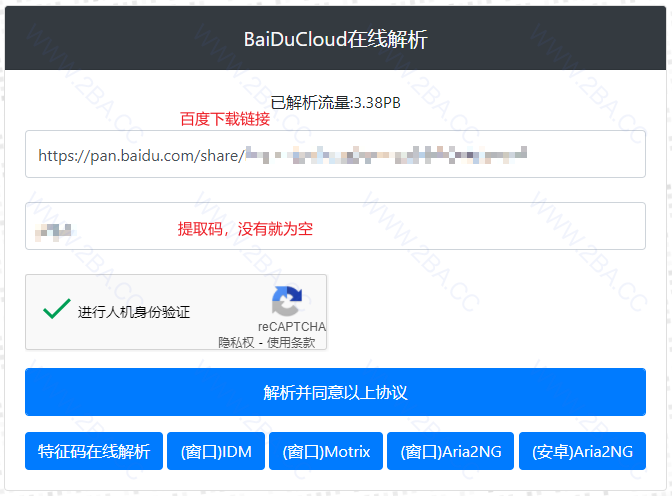 BaiDuCloud在线解析
已解析流量:3.38PB
百度下载链接
https://pan.baidu.com/share/
提取码，没有就为空
进行人机身份验证
reCAPTCHA
隐私权 - 使用条款
解析并同意以上协议
特征码在线解析 (窗口)IDM (窗口)Motrix (窗口)Aria2NG (安卓)Aria2NG
WWW.2BA.CC